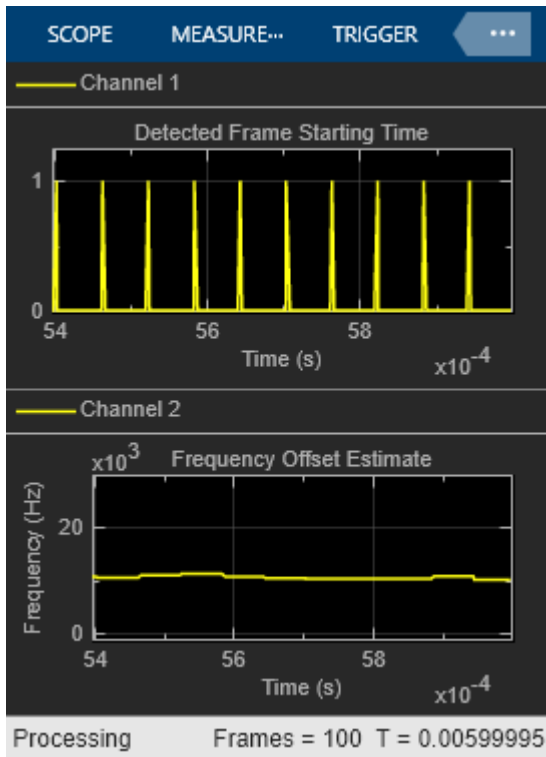 SCOPE MEASURE... TRIGGER ...
Channel 1
Detected Frame Starting Time
1
0
54 56 58
Time (s)
x10-4
Channel 2
x103 Frequency Offset Estimate
Frequency (Hz)
20
0
54 56 58
Time (s)
x10-4
Processing Frames = 100 T = 0.00599995